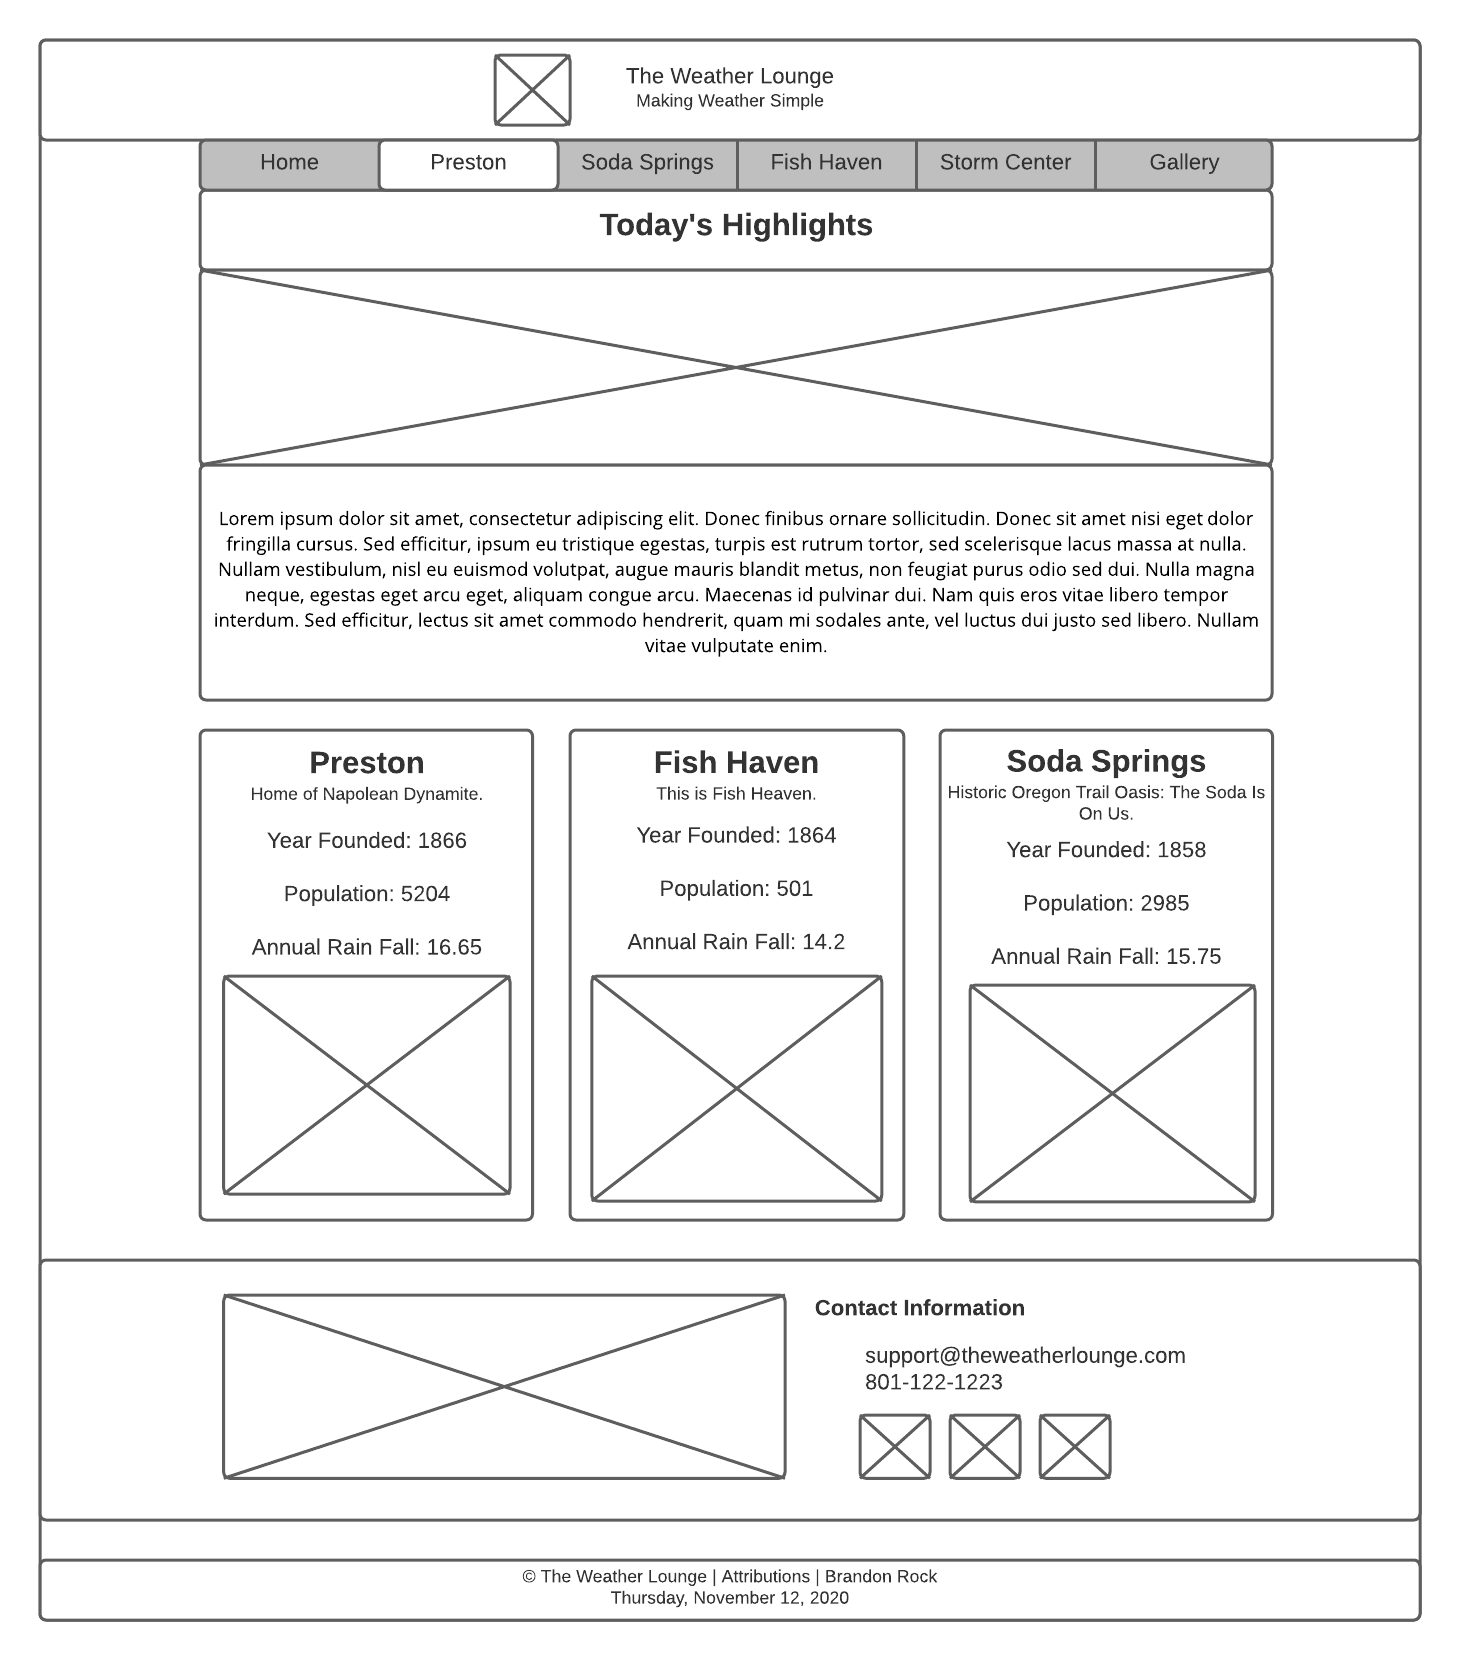 The Weather Lounge
Making Weather Simple
Home
Preston
Soda Springs
Fish Haven
Storm Center
Gallery
Today's Highlights
Lorem ipsum dolor sit amet, consectetur adipiscing elit. Donec finibus ornare sollicitudin. Donec sit amet nisi eget dolor
fringilla cursus. Sed efficitur, ipsum eu tristique egestas, turpis est rutrum tortor, sed scelerisque lacus massa at nulla.
Nullam vestibulum, nisl eu euismod volutpat, augue mauris blandit metus, non feugiat purus odio sed dui. Nulla magna
neque, egestas eget arcu eget, aliquam congue arcu. Maecenas id pulvinar dui. Nam quis eros vitae libero tempor
interdum. Sed efficitur, lectus sit amet commodo hendrerit, quam mi sodales ante, vel luctus dui justo sed libero. Nullam
vitae vulputate enim.
Preston
Home of Napolean Dynamite.
Year Founded: 1866
Population: 5204
Annual Rain Fall: 16.65
Fish Haven
This is Fish Heaven.
Year Founded: 1864
Population: 501
Annual Rain Fall: 14.2
Soda Springs
Historic Oregon Trail Oasis: The Soda Is
On Us.
Year Founded: 1858
Population: 2985
Annual Rain Fall: 15.75
Contact Information
support@theweatherlounge.com
801-122-1223
© The Weather Lounge | Attributions | Brandon Rock
Thursday, November 12, 2020